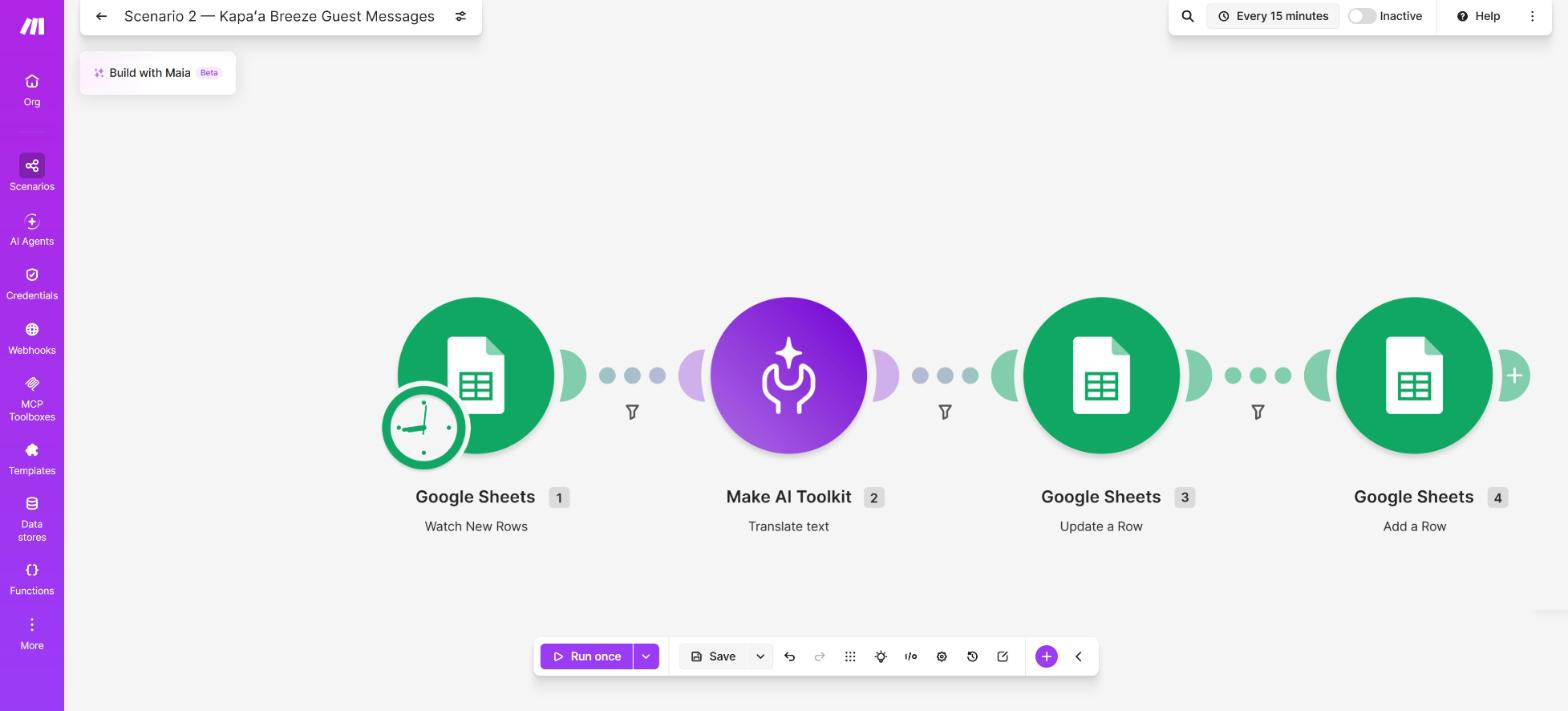 Scenario 2 — Kapaʻa Breeze Guest Messages
Every 15 minutes
Inactive
Help
Build with Maia Beta
Org
Scenarios
AI Agents
Credentials
Webhooks
MCP
Toolboxes
Templates
Data
stores
Functions
More
Google Sheets 1
Watch New Rows
Make AI Toolkit 2
Translate text
Google Sheets 3
Update a Row
Google Sheets 4
Add a Row
Run once
Save